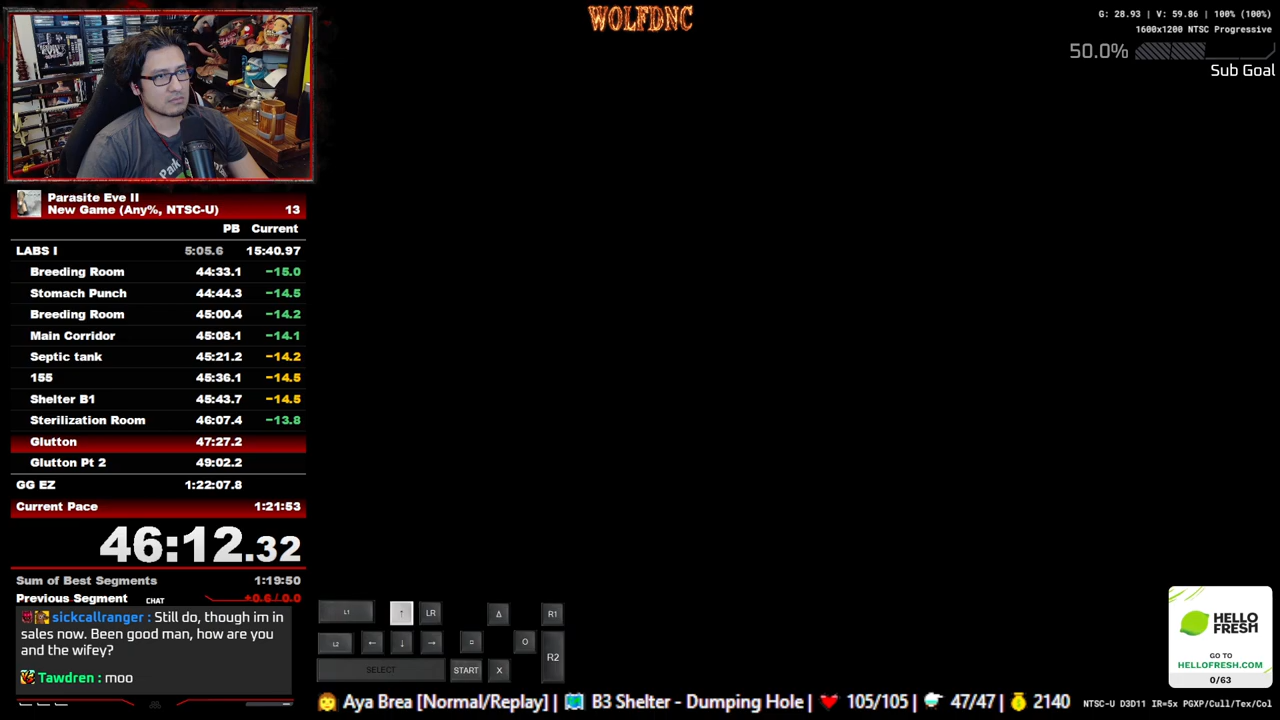 WOLFDNC
G: 28.93 | V: 59.86 | 100% (100%)
1600x1200 NTSC Progressive
50.0%
Sub Goal
Parasite Eve II
New Game (Any%, NTSC-U) 13
PB Current
LABS I 5:05.6 15:40.97
Breeding Room 44:33.1 −15.0
Stomach Punch 44:44.3 −14.5
Breeding Room 45:00.4 −14.2
Main Corridor 45:08.1 −14.1
Septic tank 45:21.2 −14.2
155 45:36.1 −14.5
Shelter B1 45:43.7 −14.5
Sterilization Room 46:07.4 −13.8
Glutton 47:27.2
Glutton Pt 2 49:02.2
GG EZ 1:22:07.8
Current Pace 1:21:53
46:12.32
Sum of Best Segments 1:19:50
Previous Segment +0.6 / 0.0
CHAT
sickcallranger : Still do, though im in
sales now. Been good man, how are you
and the wifey?
Tawdren : moo
L1 ↑ LR Δ R1
L2 ← ↓ → □ O R2
SELECT START X
HELLO
FRESH
GO TO
HELLOFRESH.COM
0/63
Aya Brea [Normal/Replay] | B3 Shelter - Dumping Hole | 105/105 | 47/47 | 2140
NTSC-U D3D11 IR=5x PGXP/Cull/Tex/Col